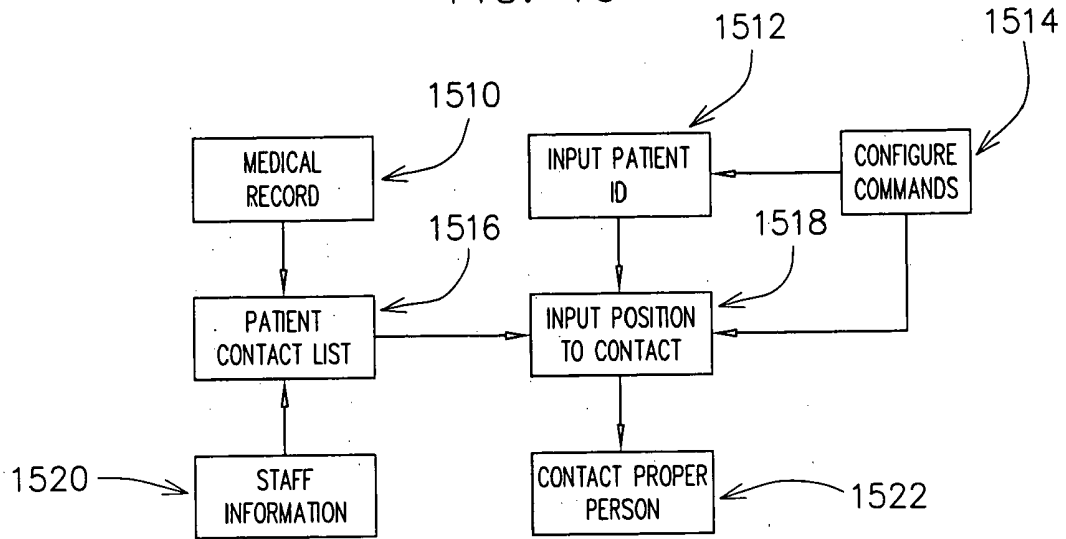 1512
1514
1510
MEDICAL
RECORD
INPUT PATIENT
ID
CONFIGURE
COMMANDS
1516
1518
PATIENT
CONTACT LIST
INPUT POSITION
TO CONTACT
1520
STAFF
INFORMATION
CONTACT PROPER
PERSON
1522